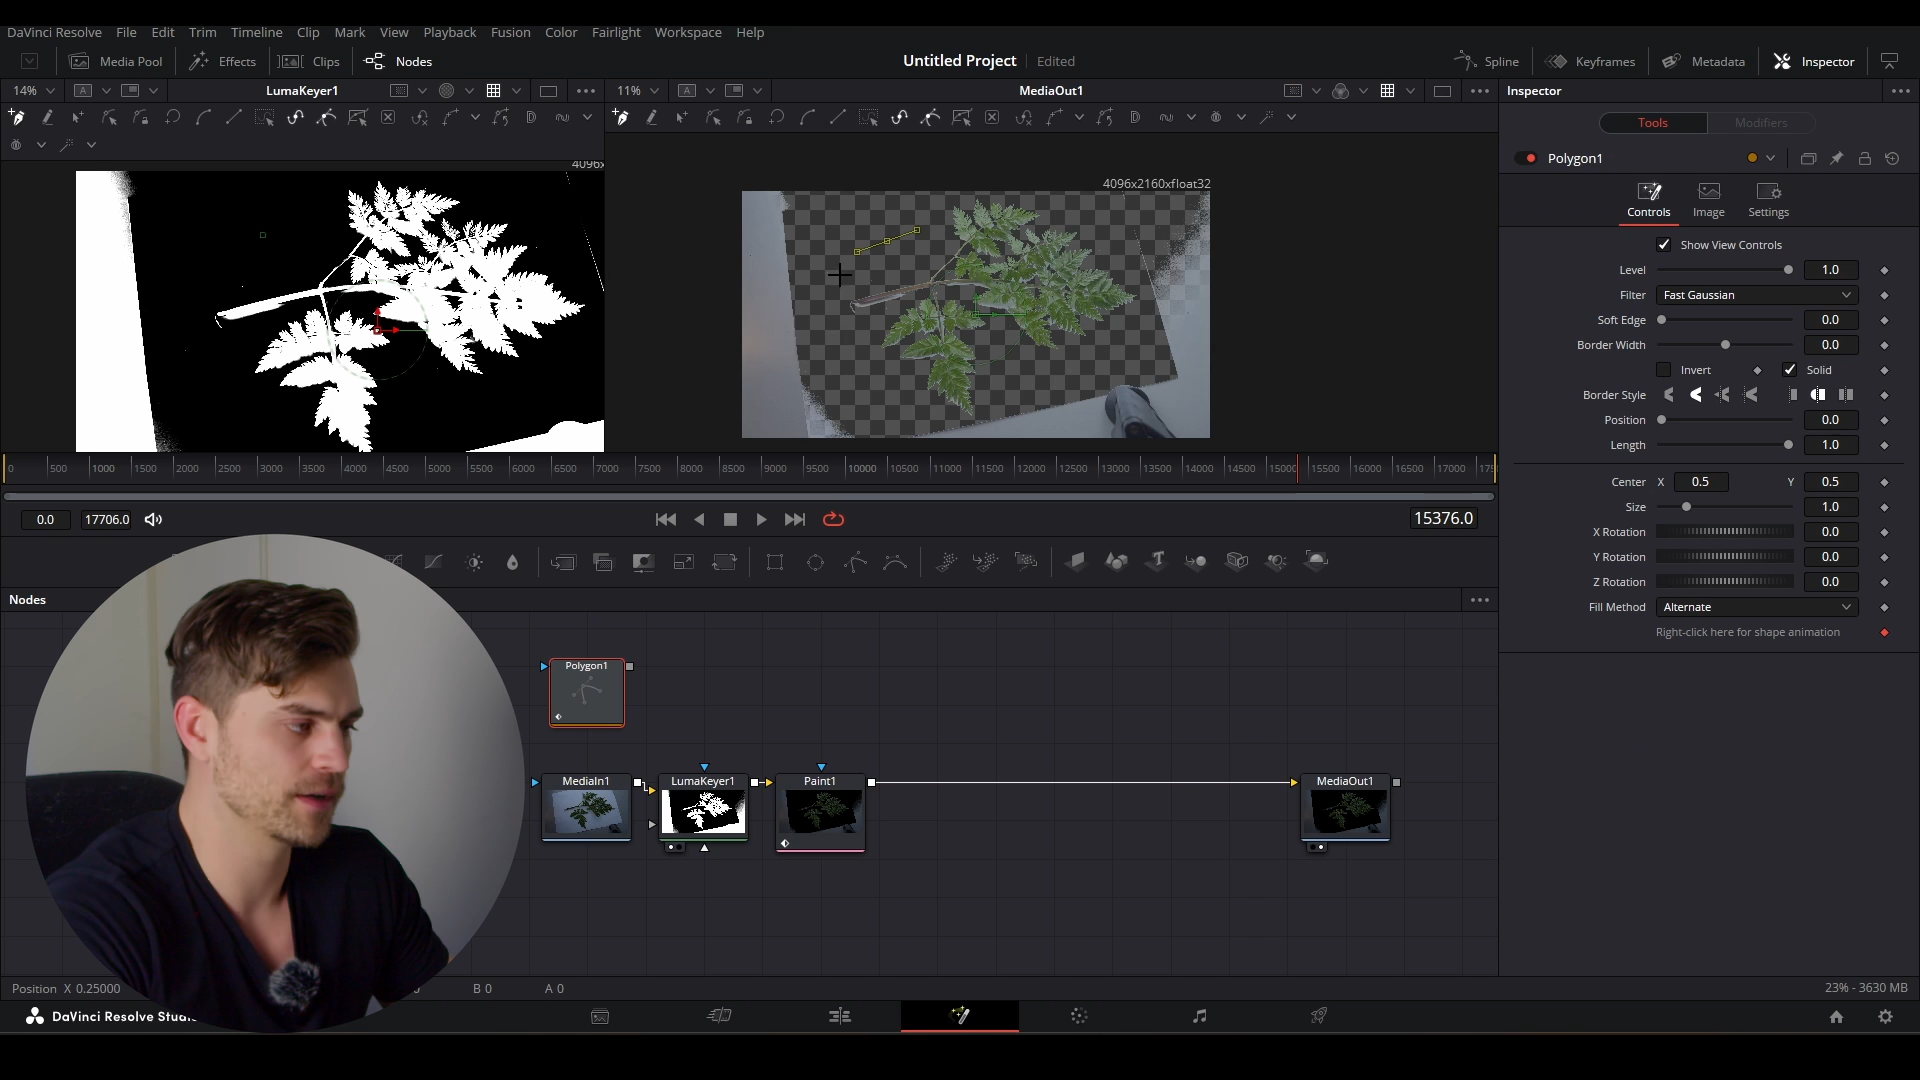 DaVinci Resolve File Edit Trim Timeline Clip Mark View Playback Fusion Color Fairlight Workspace Help
Media Pool Effects Clips Nodes Untitled Project Edited Spline Keyframes Metadata Inspector
14% A LumaKeyer1 11% A MediaOut1 Inspector
Tools Modifiers
Polygon1
4096x
4096x2160xfloat32
Controls Image Settings
Show View Controls
Level 1.0
Filter Fast Gaussian
Soft Edge 0.0
Border Width 0.0
Invert Solid
Border Style
Position 0.0
Length 1.0
0 500 1000 1500 2000 2500 3000 3500 4000 4500 5000 5500 6000 6500 7000 7500 8000 8500 9000 9500 10000 10500 11000 11500 12000 12500 13000 13500 14000 14500 15000 15500 16000 16500 17000 175
Center X 0.5 Y 0.5
Size 1.0
0.0 17706.0 15376.0
X Rotation 0.0
Y Rotation 0.0
Z Rotation 0.0
Fill Method Alternate
Right-click here for shape animation
Nodes
Polygon1
MediaIn1 LumaKeyer1 Paint1 MediaOut1
Position X 0.25000 B 0 A 0 23% - 3630 MB
DaVinci Resolve